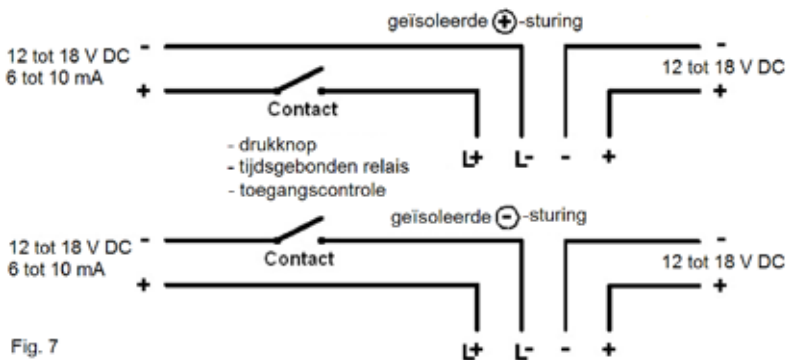 geïsoleerde + -sturing
12 tot 18 V DC -
6 tot 10 mA
+
Contact
-
12 tot 18 V DC
+
- drukknop
- tijdsgebonden relais
- toegangscontrole
L+ L- - +
geïsoleerde - -sturing
12 tot 18 V DC -
6 tot 10 mA
+
Contact
-
12 tot 18 V DC
+
Fig. 7
L+ L- - +